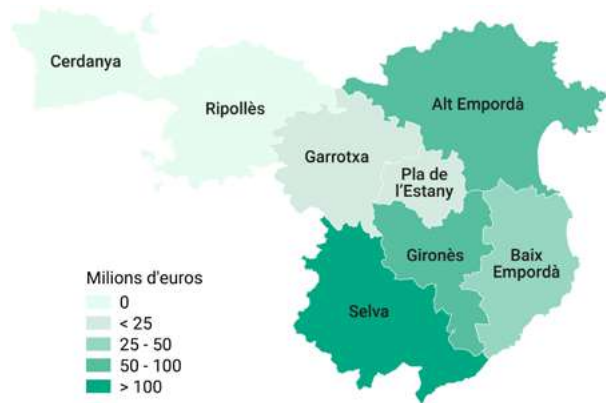 Cerdanya
Ripollès
Alt Empordà
Garrotxa
Pla de
l'Estany
Gironès
Baix
Empordà
Selva
Milions d'euros
0
< 25
25 - 50
50 - 100
> 100